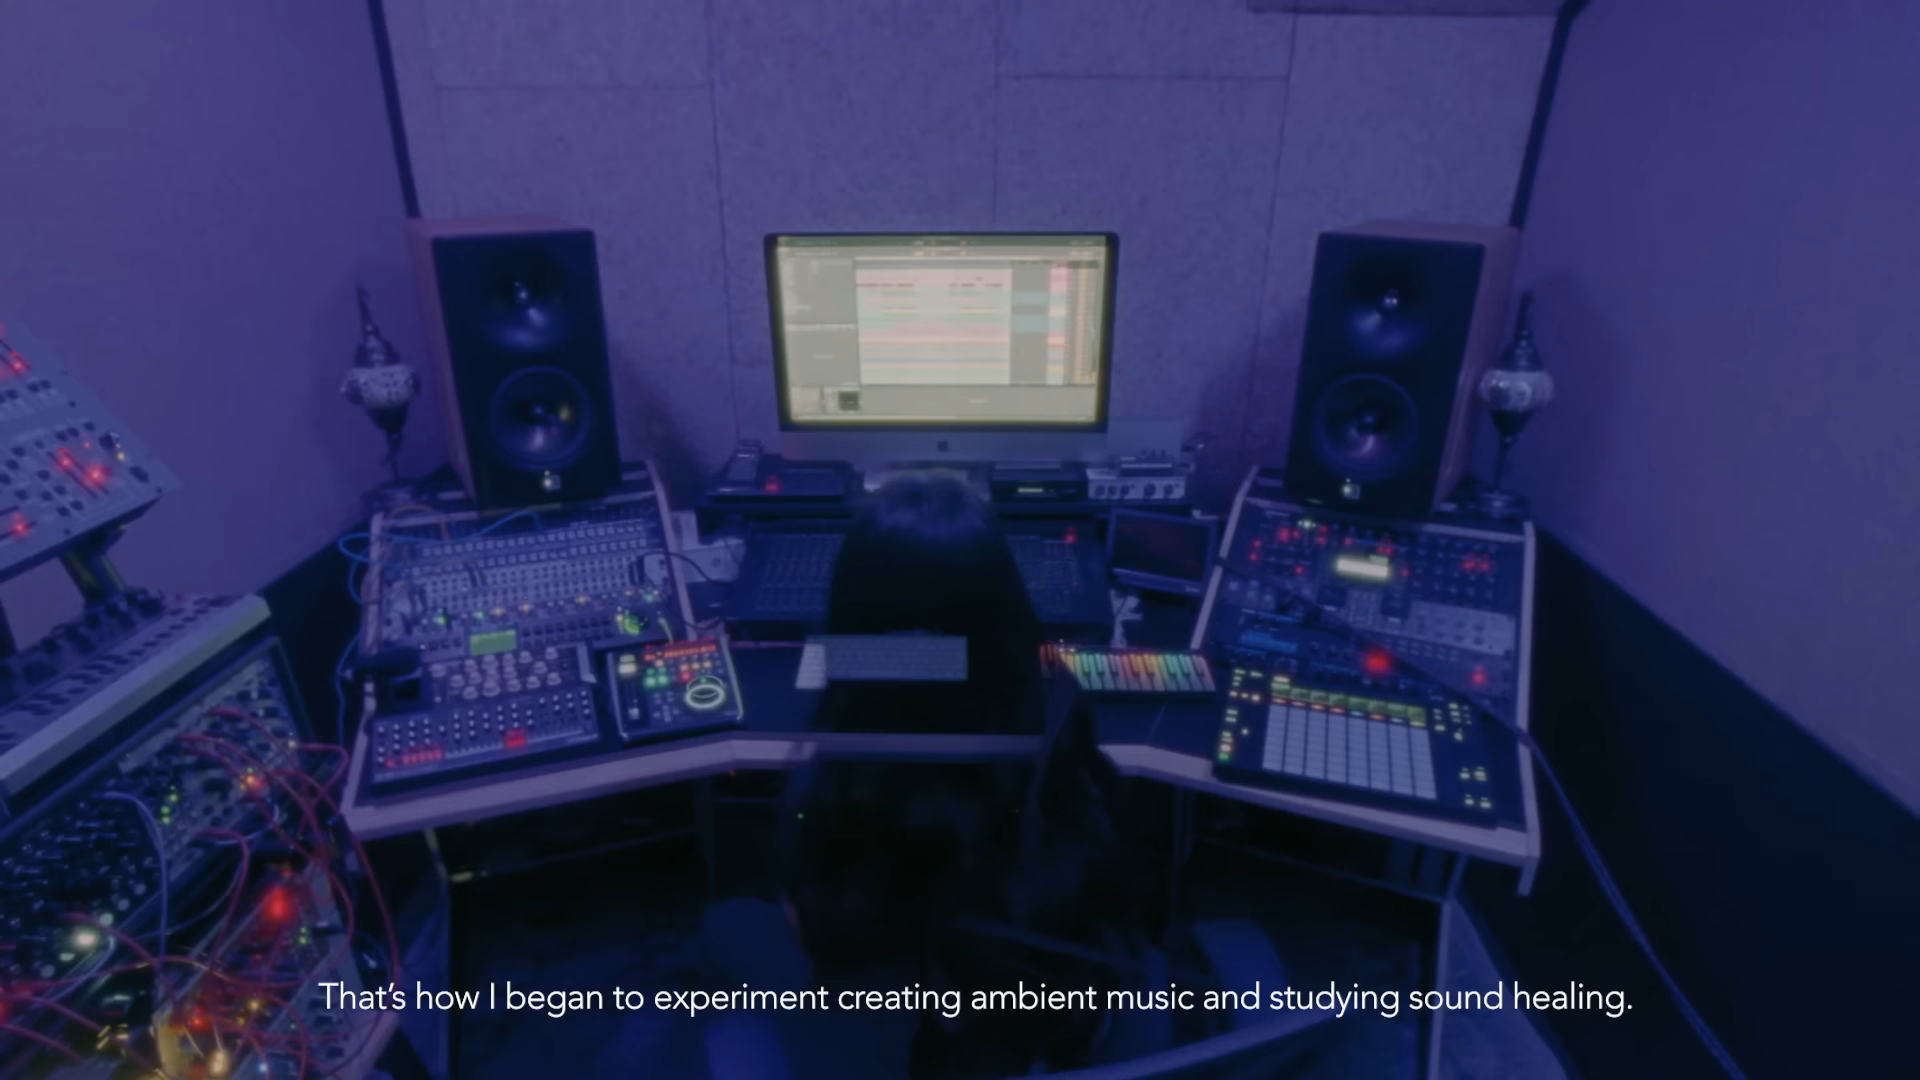 That's how I began to experiment creating ambient music and studying sound healing.